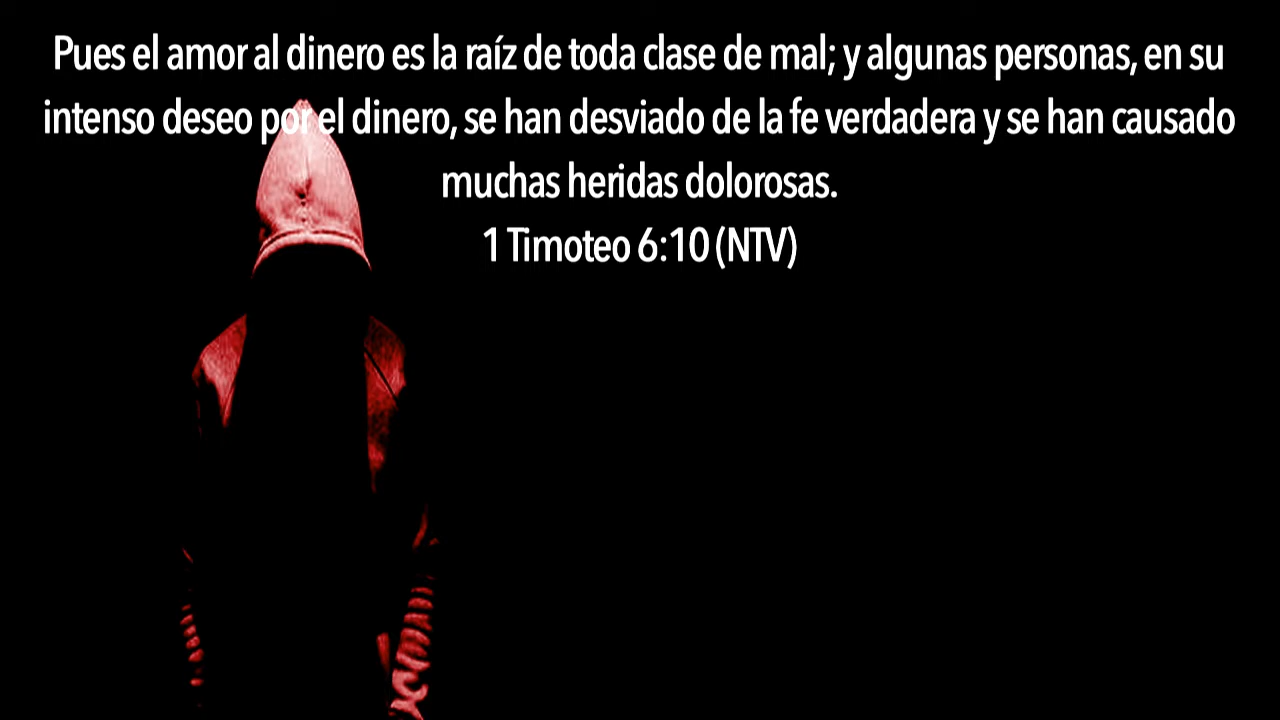 Pues el amor al dinero es la raíz de toda clase de mal; y algunas personas, en su
intenso deseo por el dinero, se han desviado de la fe verdadera y se han causado
muchas heridas dolorosas.
1 Timoteo 6:10 (NTV)